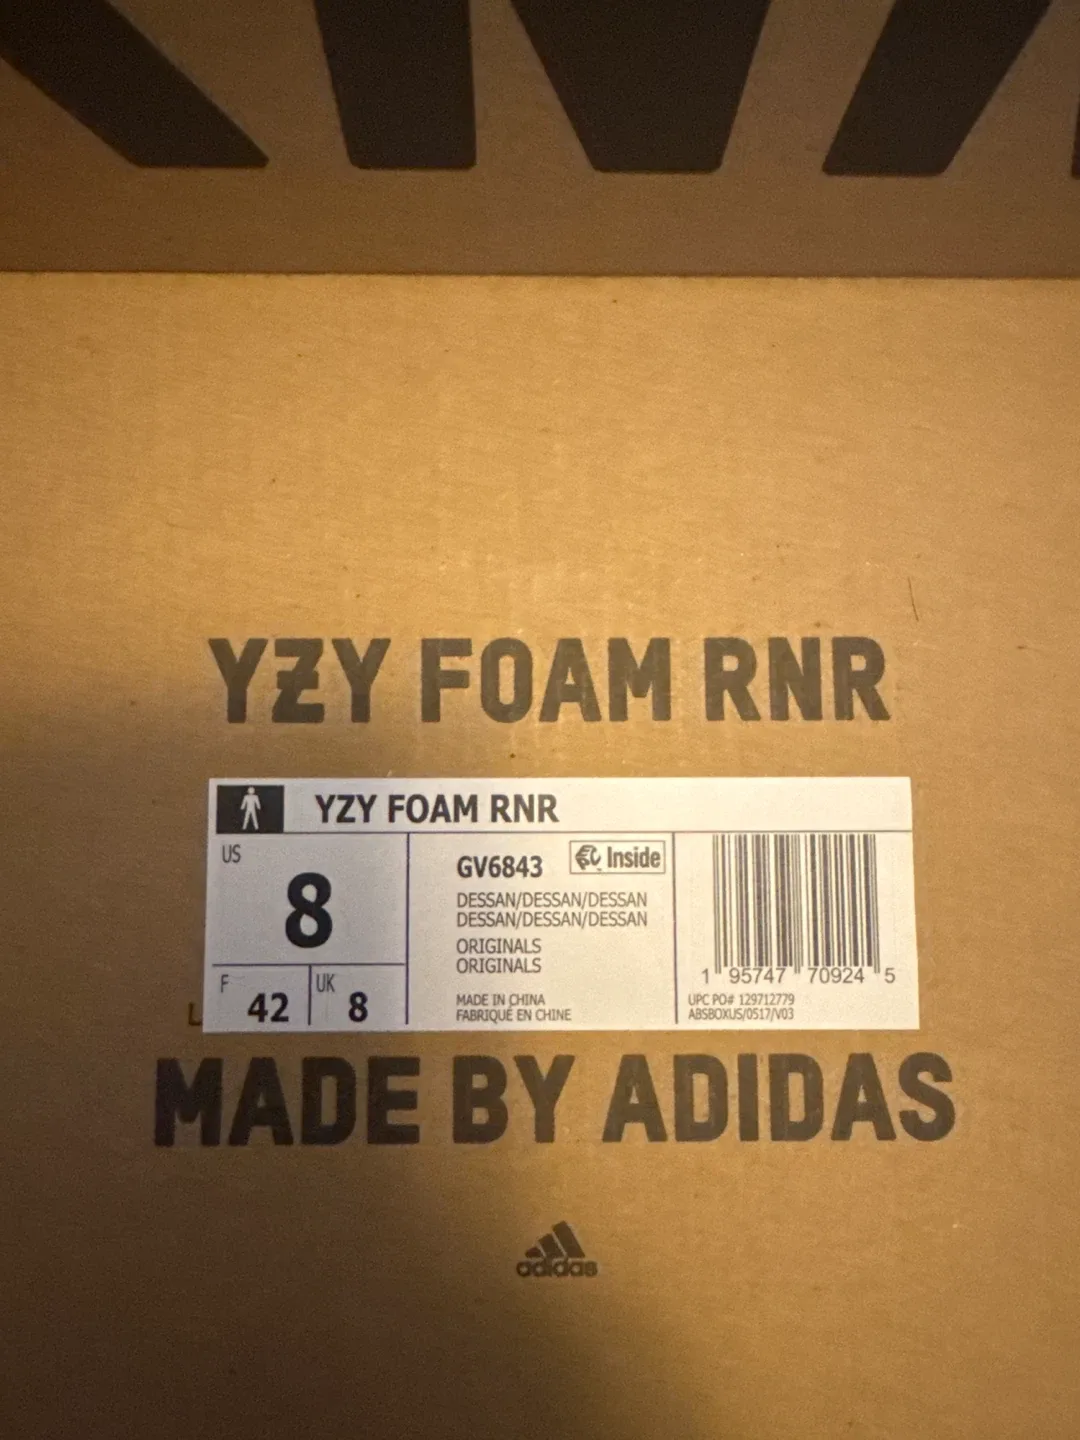 YZY FOAM RNR
YZY FOAM RNR
US
8
F 42
UK 8
GV6843
Inside
DESSAN/DESSAN/DESSAN
DESSAN/DESSAN/DESSAN
ORIGINALS
ORIGINALS
MADE IN CHINA
FABRIQUÉ EN CHINE
1 95747 70924 5
UPC PO# 129712779
ABSBOXUS/0517/V03
MADE BY ADIDAS
adidas